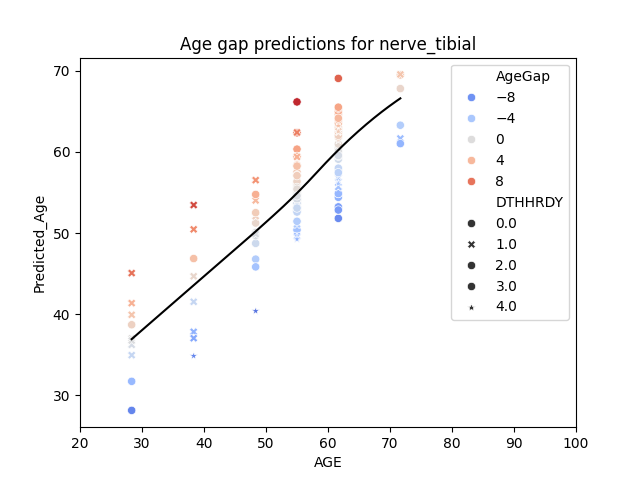 Age gap predictions for nerve_tibial
Predicted_Age
70
60
50
40
30
20 30 40 50 60 70 80 90 100
AGE
AgeGap
−8
−4
0
4
8
DTHHRDY
0.0
1.0
2.0
3.0
4.0